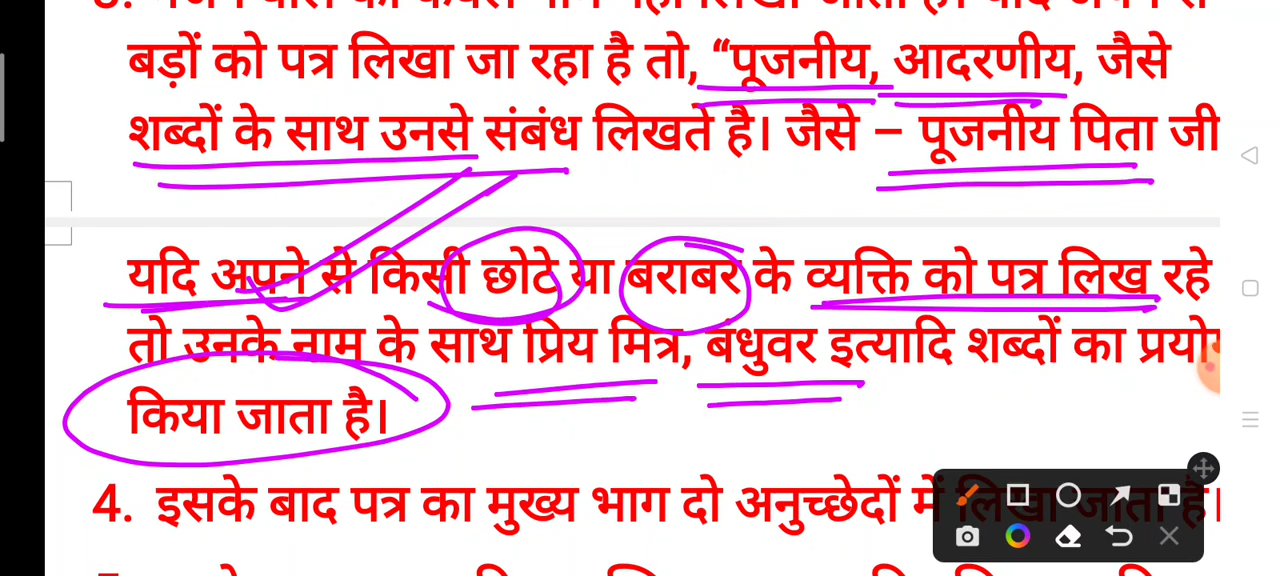 बड़ों को पत्र लिखा जा रहा है तो, “पूजनीय, आदरणीय, जैसे
शब्दों के साथ उनसे संबंध लिखते है। जैसे – पूजनीय पिता जी
यदि अपने से किसी छोटे या बराबर के व्यक्ति को पत्र लिख रहे
तो उनके नाम के साथ प्रिय मित्र, बंधुवर इत्यादि शब्दों का
किया जाता है।
4. इसके बाद पत्र का मुख्य भाग दो अनुच्छेदों में लिखा जाता है।